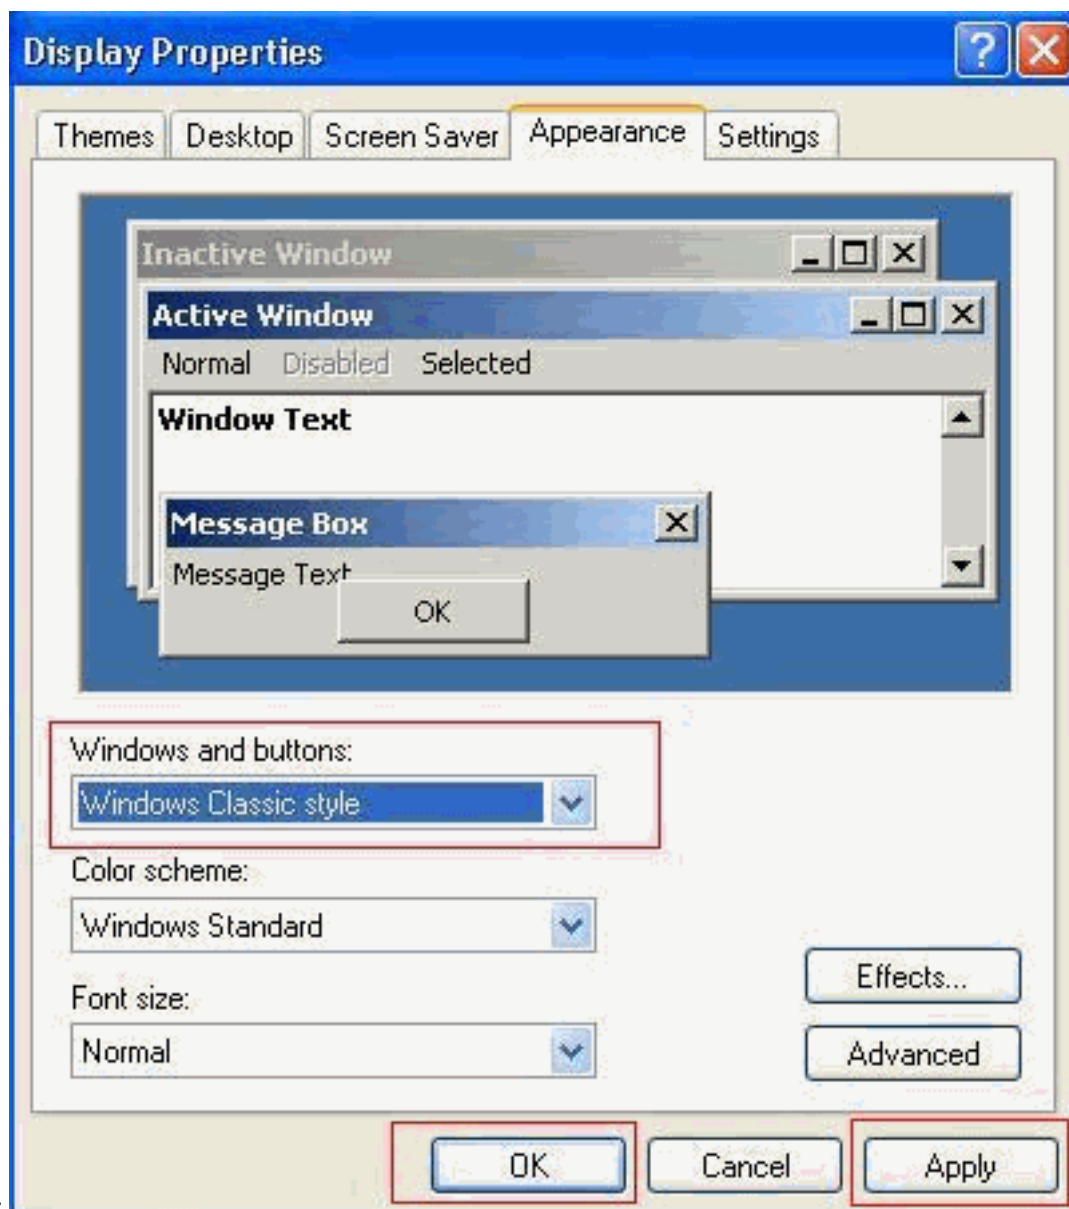 Display Properties
Themes Desktop Screen Saver Appearance Settings
Inactive Window
Active Window
Normal Disabled Selected
Window Text
Message Box
Message Text
OK
Windows and buttons:
Windows Classic style
Color scheme:
Windows Standard
Effects...
Font size:
Normal
Advanced
OK Cancel Apply